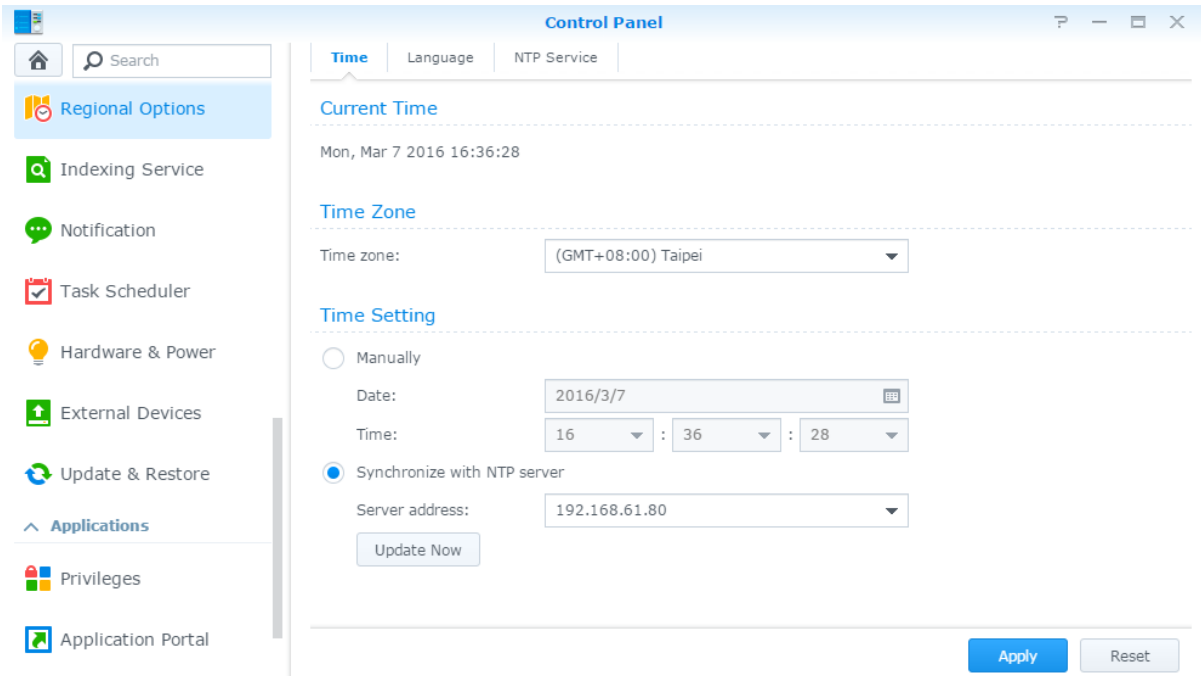 Control Panel
Search
Regional Options
Indexing Service
Notification
Task Scheduler
Hardware & Power
External Devices
Update & Restore
Applications
Privileges
Application Portal
Time Language NTP Service
Current Time
Mon, Mar 7 2016 16:36:28
Time Zone
Time zone: (GMT+08:00) Taipei
Time Setting
Manually
Date: 2016/3/7
Time: 16 : 36 : 28
Synchronize with NTP server
Server address: 192.168.61.80
Update Now
Apply Reset